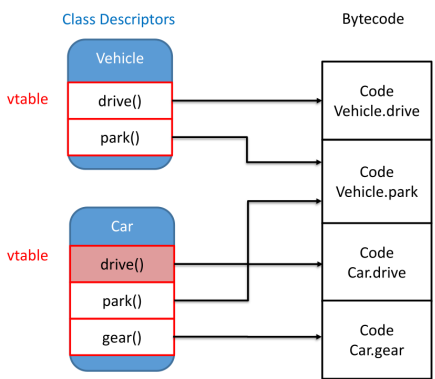 Class Descriptors
Bytecode
Vehicle
vtable
drive()
park()
Code
Vehicle.drive
Code
Vehicle.park
Car
vtable
drive()
park()
gear()
Code
Car.drive
Code
Car.gear